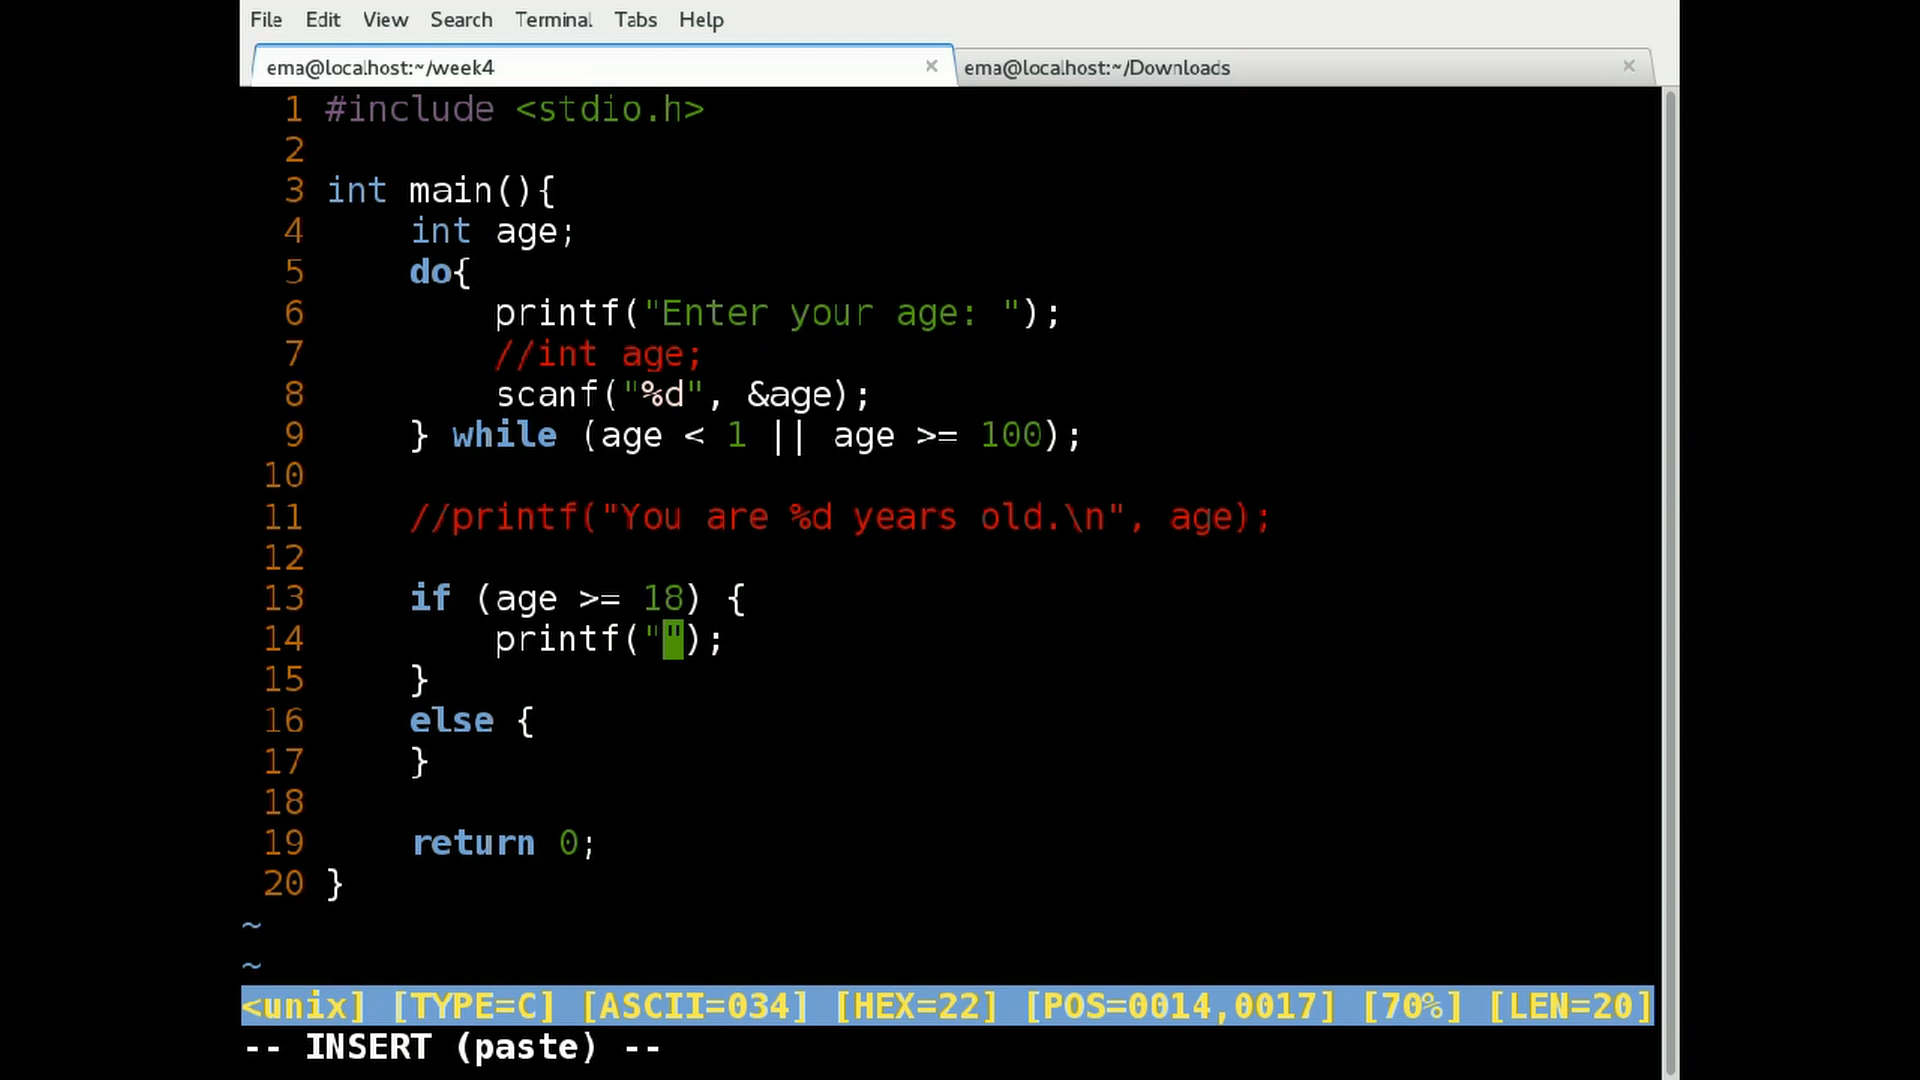 File Edit View Search Terminal Tabs Help
ema@localhost:~/week4 × ema@localhost:~/Downloads ×
1 #include <stdio.h>
2
3 int main(){
4     int age;
5     do{
6         printf("Enter your age: ");
7         //int age;
8         scanf("%d", &age);
9     } while (age < 1 || age >= 100);
10
11     //printf("You are %d years old.\n", age);
12
13     if (age >= 18) {
14         printf("");
15     }
16     else {
17     }
18
19     return 0;
20 }
~
~
<unix] [TYPE=C] [ASCII=034] [HEX=22] [POS=0014,0017] [70%] [LEN=20]
-- INSERT (paste) --